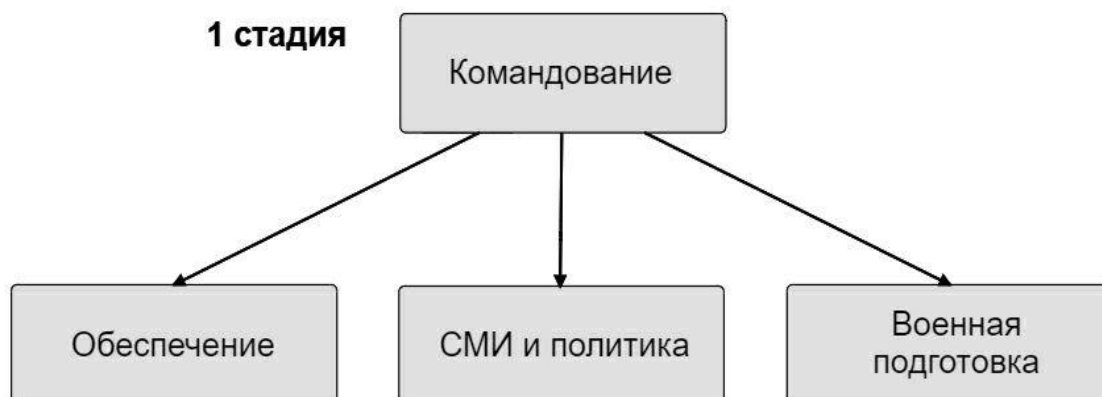 1 стадия
Командование
Обеспечение
СМИ и политика
Военная
подготовка